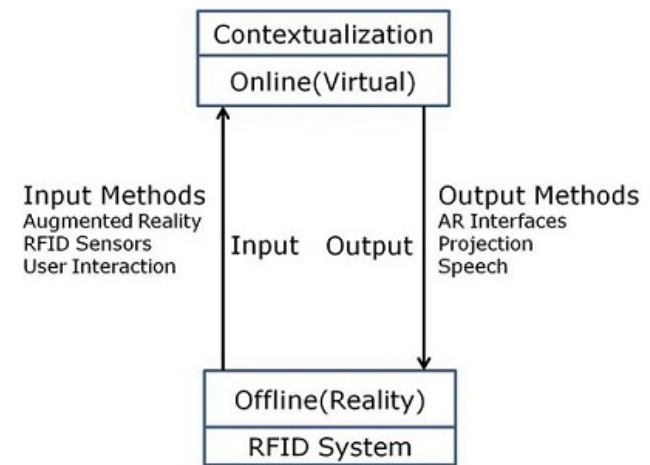 Contextualization
Online(Virtual)
Input Methods
Augmented Reality
RFID Sensors
User Interaction
Input
Output
Output Methods
AR Interfaces
Projection
Speech
Offline(Reality)
RFID System